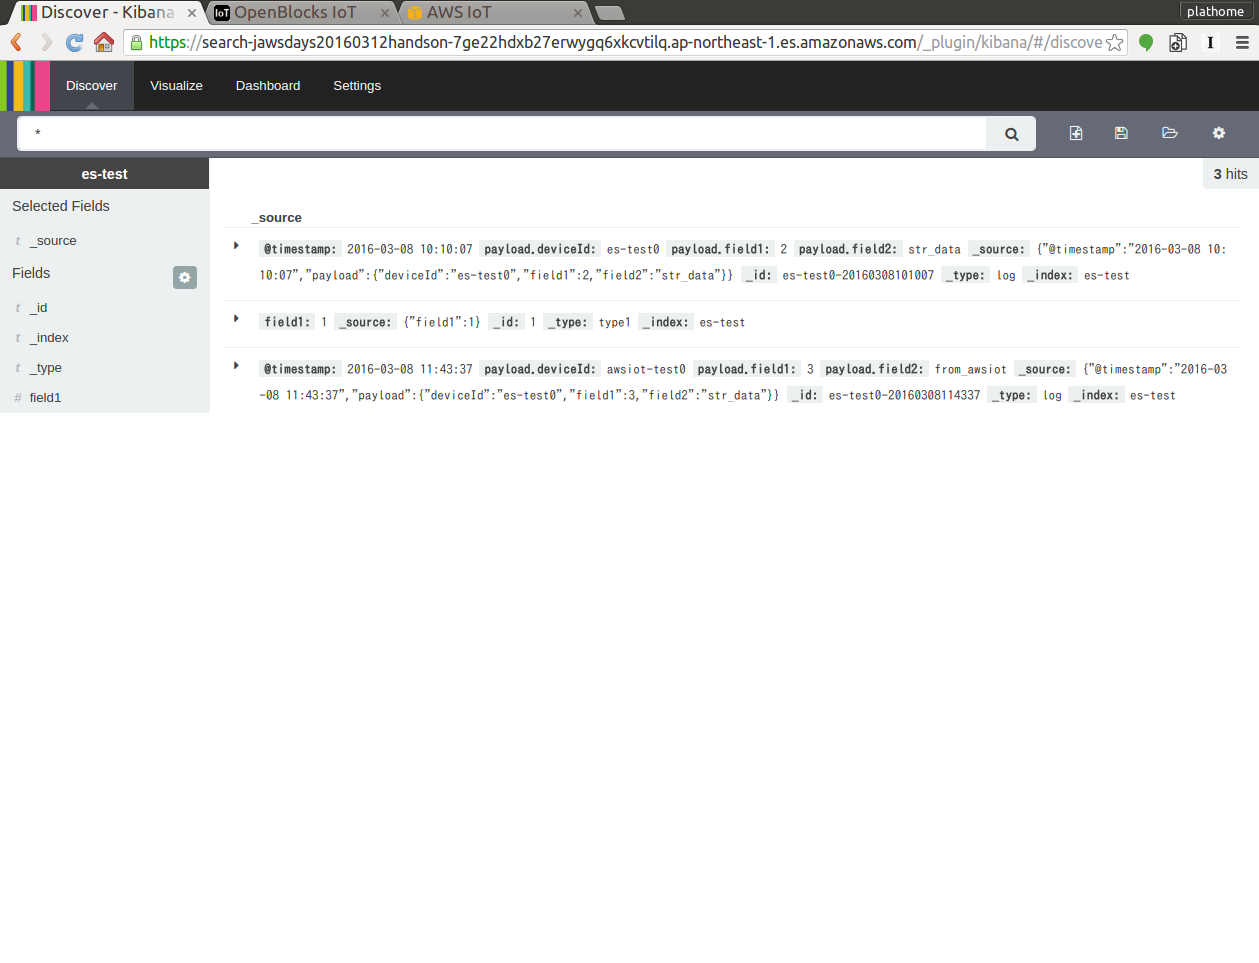 Discover - Kibana
OpenBlocks IoT
AWS IoT
plathome
https://search-jawsdays20160312handson-7ge22hdxb27erwygq6xkcvtilq.ap-northeast-1.es.amazonaws.com/_plugin/kibana/#/discove
Discover
Visualize
Dashboard
Settings
*
es-test
3 hits
Selected Fields
t _source
Fields
t _id
t _index
t _type
# field1
_source
@timestamp: 2016-03-08 10:10:07 payload.deviceId: es-test0 payload.field1: 2 payload.field2: str_data _source: {"@timestamp":"2016-03-08 10:
10:07","payload":{"deviceId":"es-test0","field1":2,"field2":"str_data"}} _id: es-test0-20160308101007 _type: log _index: es-test
field1: 1 _source: {"field1":1} _id: 1 _type: type1 _index: es-test
@timestamp: 2016-03-08 11:43:37 payload.deviceId: awsiot-test0 payload.field1: 3 payload.field2: from_awsiot _source: {"@timestamp":"2016-03
-08 11:43:37","payload":{"deviceId":"es-test0","field1":3,"field2":"str_data"}} _id: es-test0-20160308114337 _type: log _index: es-test